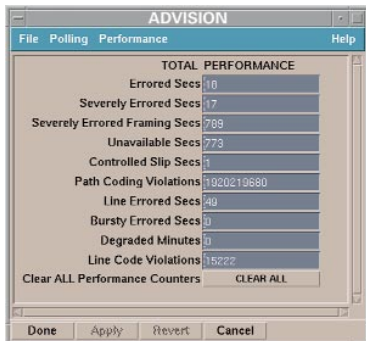 ADVISION
File Polling Performance Help
TOTAL PERFORMANCE
Errored Secs 18
Severely Errored Secs 17
Severely Errored Framing Secs 789
Unavailable Secs 773
Controlled Slip Secs 1
Path Coding Violations 1920219680
Line Errored Secs 49
Bursty Errored Secs 0
Degraded Minutes 0
Line Code Violations 15222
Clear ALL Performance Counters CLEAR ALL
Done Apply Revert Cancel